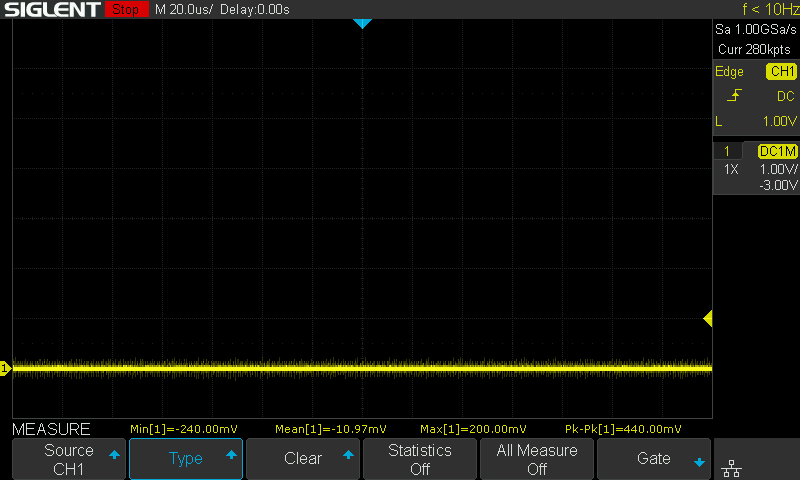 SIGLENT Stop M 20.0us/ Delay:0.00s f < 10Hz
Sa 1.00GSa/s
Curr 280kpts
Edge CH1
DC
L 1.00V
1 DC1M
1X 1.00V/
-3.00V
1
MEASURE Min[1]=-240.00mV Mean[1]=-10.97mV Max[1]=200.00mV Pk-Pk[1]=440.00mV
Source
CH1
Type
Clear
Statistics
Off
All Measure
Off
Gate